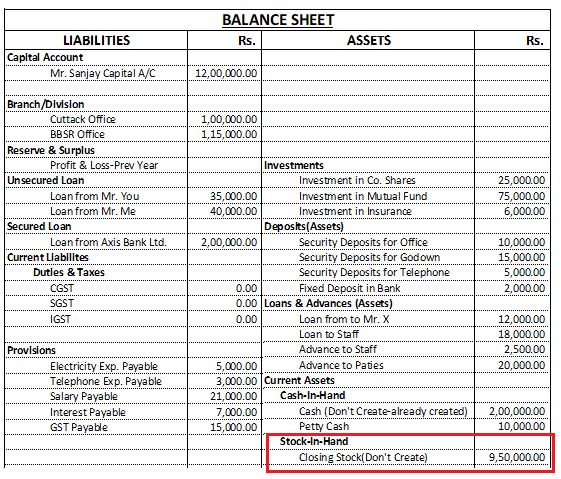 BALANCE SHEET
LIABILITIES Rs. ASSETS Rs.
Capital Account
Mr. Sanjay Capital A/C 12,00,000.00
Branch/Division
Cuttack Office 1,00,000.00
BBSR Office 1,15,000.00
Reserve & Surplus
Profit & Loss-Prev Year Investments
Unsecured Loan Investment in Co. Shares 25,000.00
Loan from Mr. You 35,000.00 Investment in Mutual Fund 75,000.00
Loan from Mr. Me 40,000.00 Investment in Insurance 6,000.00
Secured Loan Deposits(Assets)
Loan from Axis Bank Ltd. 2,00,000.00 Security Deposits for Office 10,000.00
Current Liabilites Security Deposits for Godown 15,000.00
Duties & Taxes Security Deposits for Telephone 5,000.00
CGST 0.00 Fixed Deposit in Bank 2,000.00
SGST 0.00 Loans & Advances (Assets)
IGST 0.00 Loan from to Mr. X 12,000.00
Loan to Staff 18,000.00
Provisions Advance to Staff 2,500.00
Electricity Exp. Payable 5,000.00 Advance to Paties 20,000.00
Telephone Exp. Payable 3,000.00 Current Assets
Salary Payable 21,000.00 Cash-In-Hand
Interest Payable 7,000.00 Cash (Don't Create-already created) 2,00,000.00
GST Payable 15,000.00 Petty Cash 10,000.00
Stock-In-Hand
Closing Stock(Don't Create) 9,50,000.00